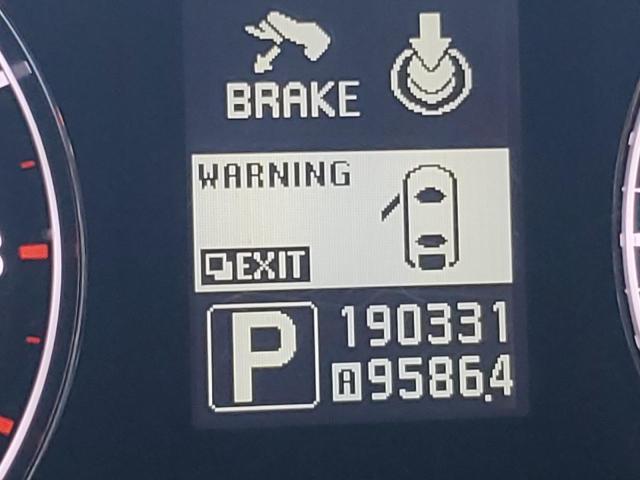 BRAKE
WARNING
EXIT
P
190331
A 9586.4